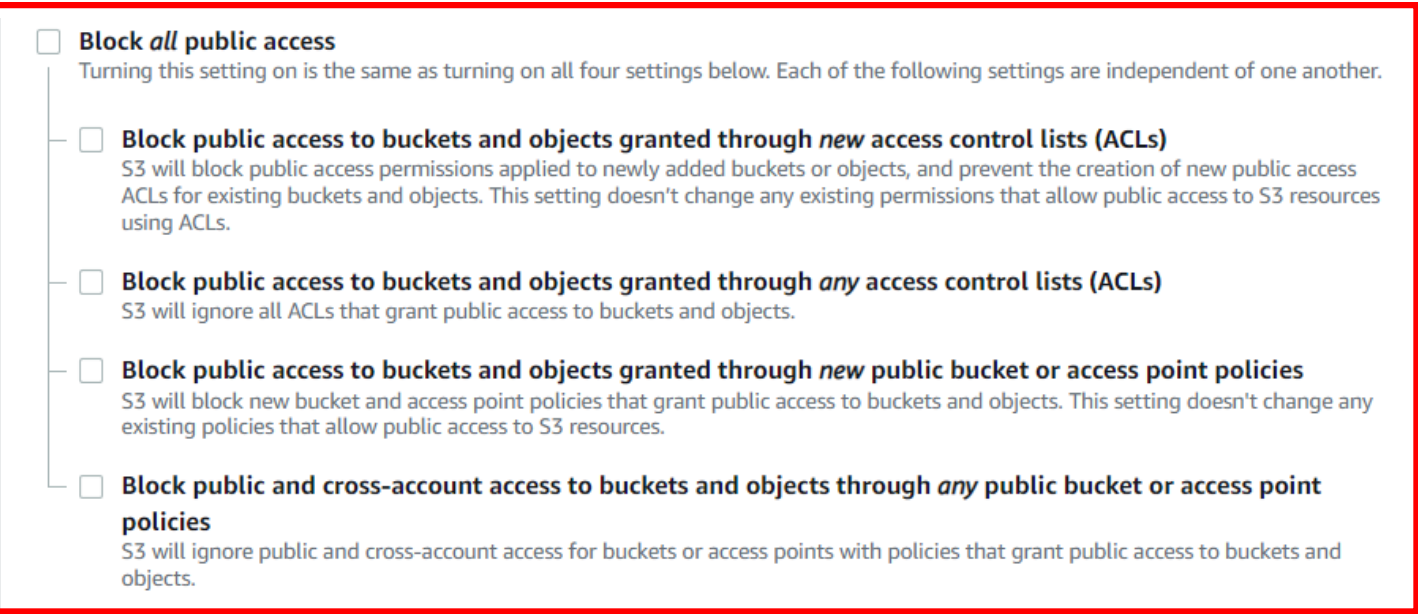 Block all public access
Turning this setting on is the same as turning on all four settings below. Each of the following settings are independent of one another.
Block public access to buckets and objects granted through new access control lists (ACLs)
S3 will block public access permissions applied to newly added buckets or objects, and prevent the creation of new public access
ACLs for existing buckets and objects. This setting doesn't change any existing permissions that allow public access to S3 resources
using ACLs.
Block public access to buckets and objects granted through any access control lists (ACLs)
S3 will ignore all ACLs that grant public access to buckets and objects.
Block public access to buckets and objects granted through new public bucket or access point policies
S3 will block new bucket and access point policies that grant public access to buckets and objects. This setting doesn't change any
existing policies that allow public access to S3 resources.
Block public and cross-account access to buckets and objects through any public bucket or access point
policies
S3 will ignore public and cross-account access for buckets or access points with policies that grant public access to buckets and
objects.